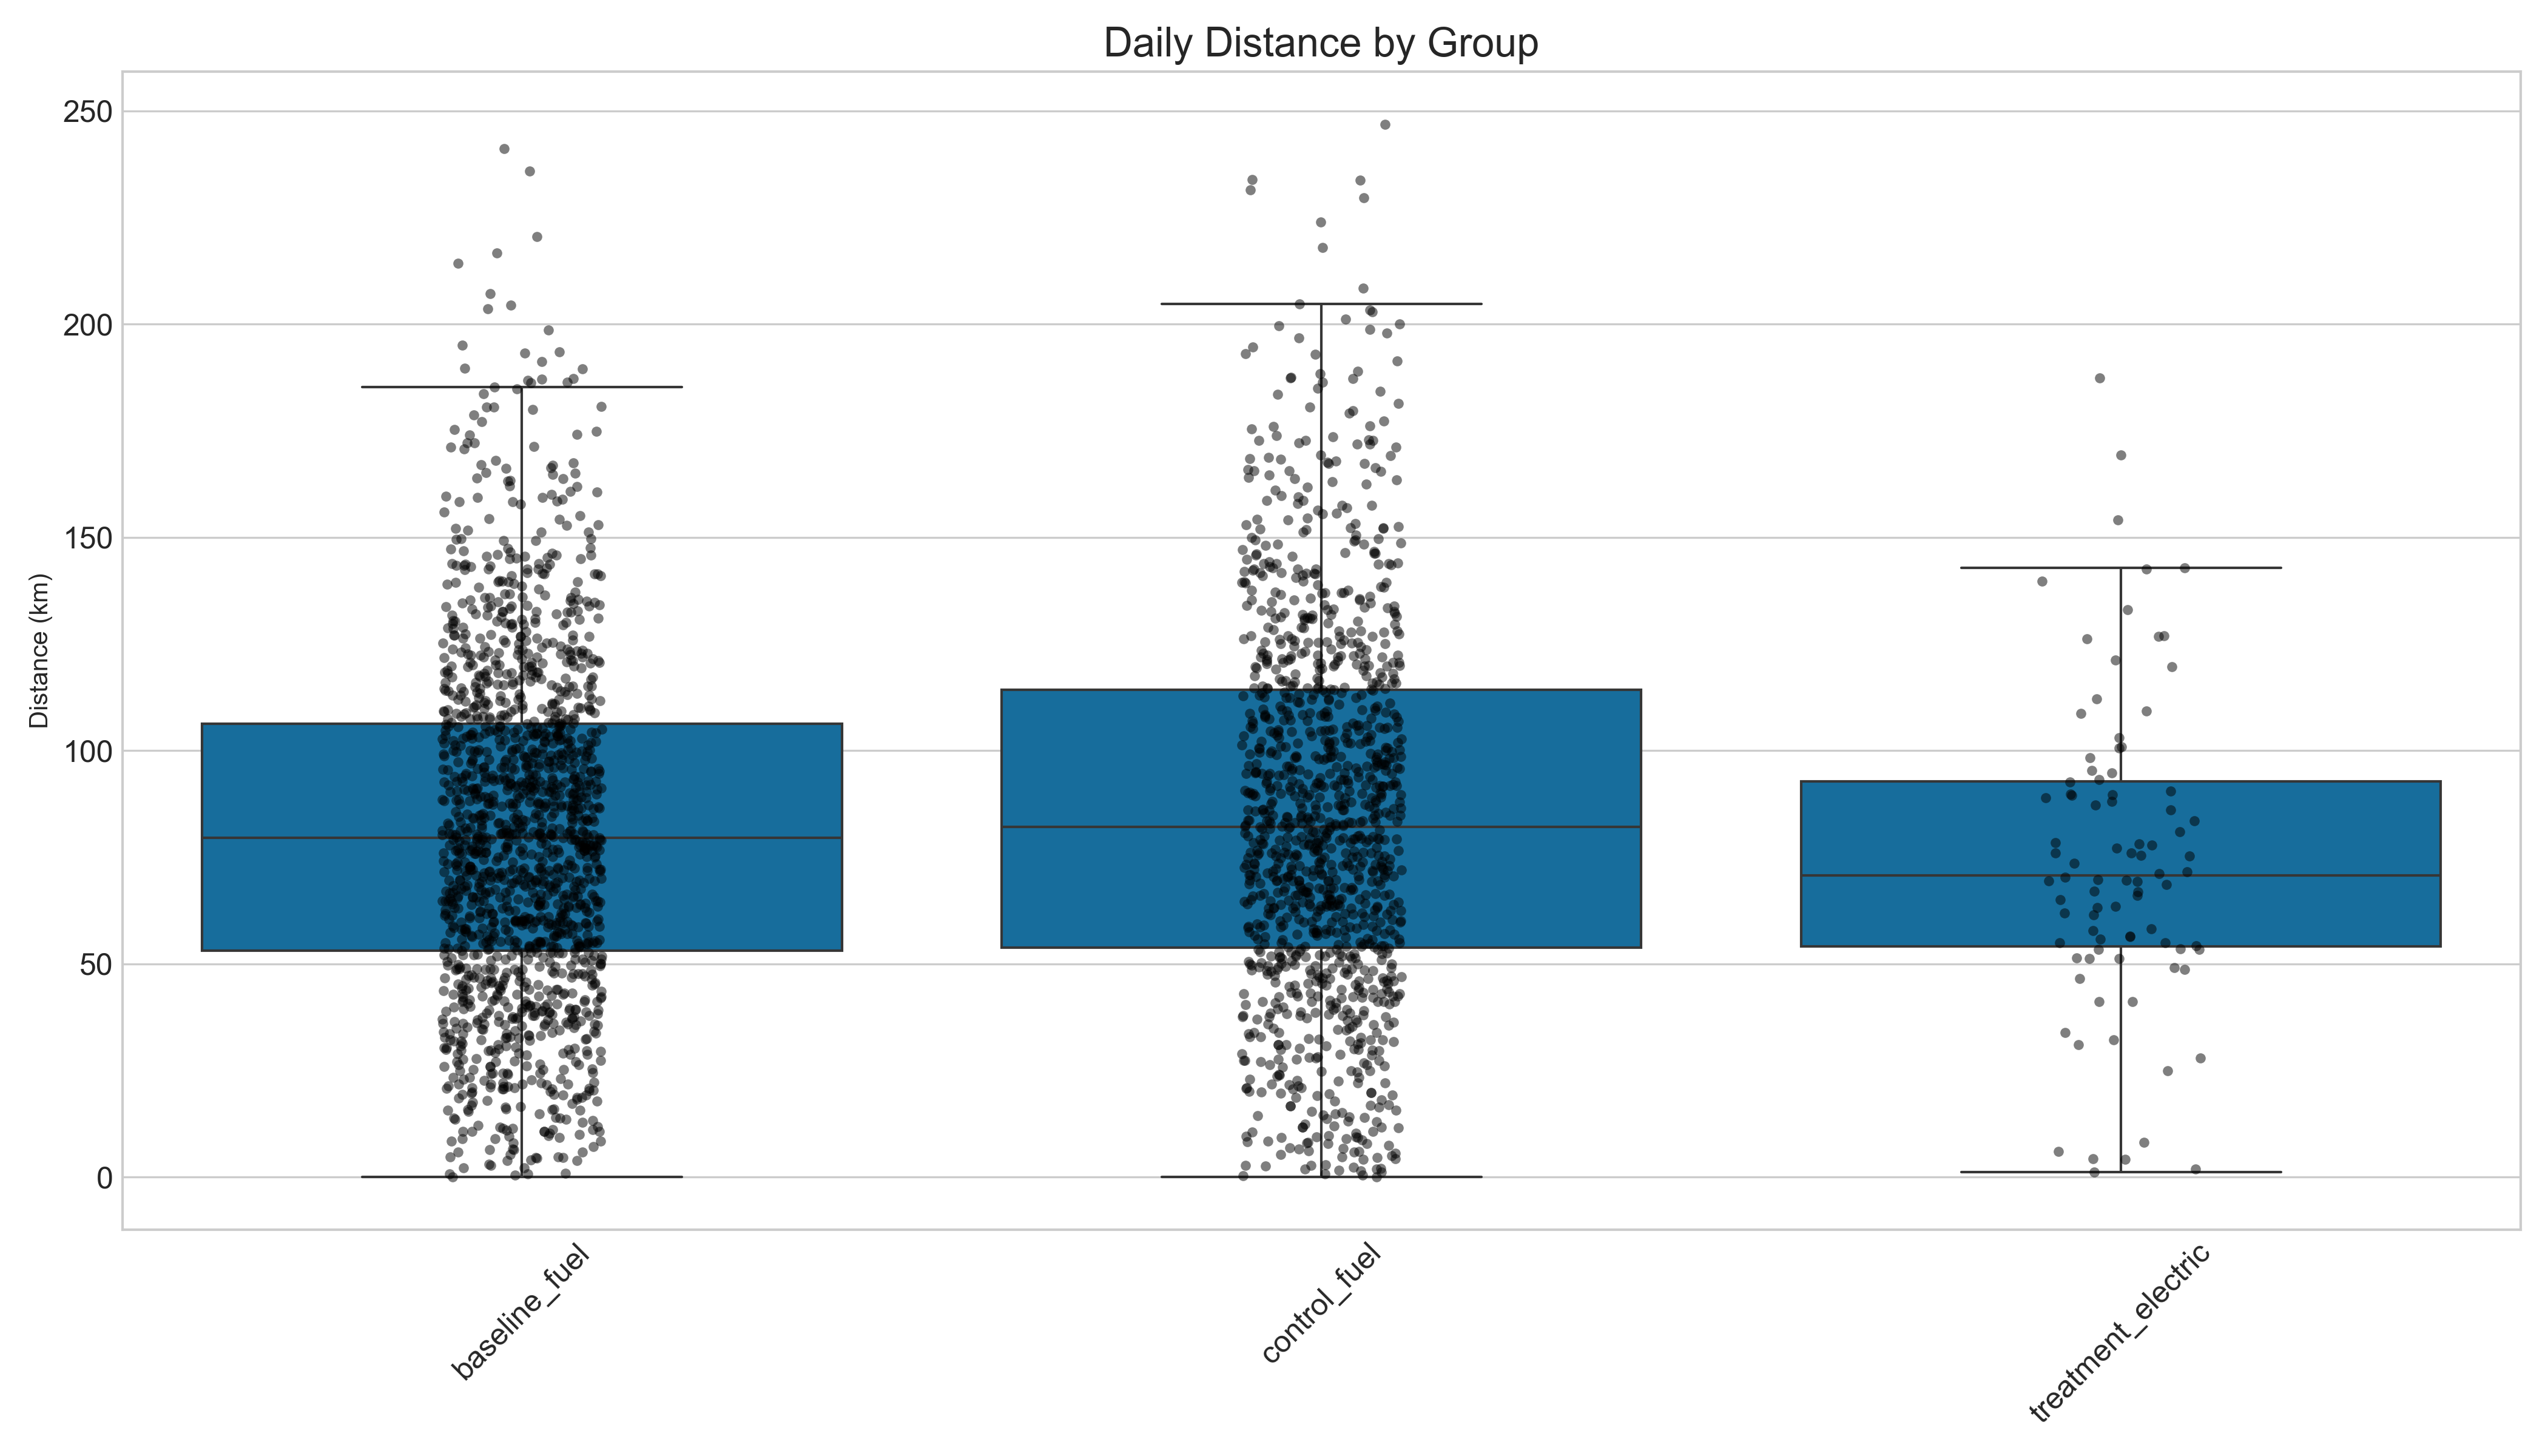 Daily Distance by Group
250
200
150
100
50
0
Distance (km)
baseline_fuel
control_fuel
treatment_electric